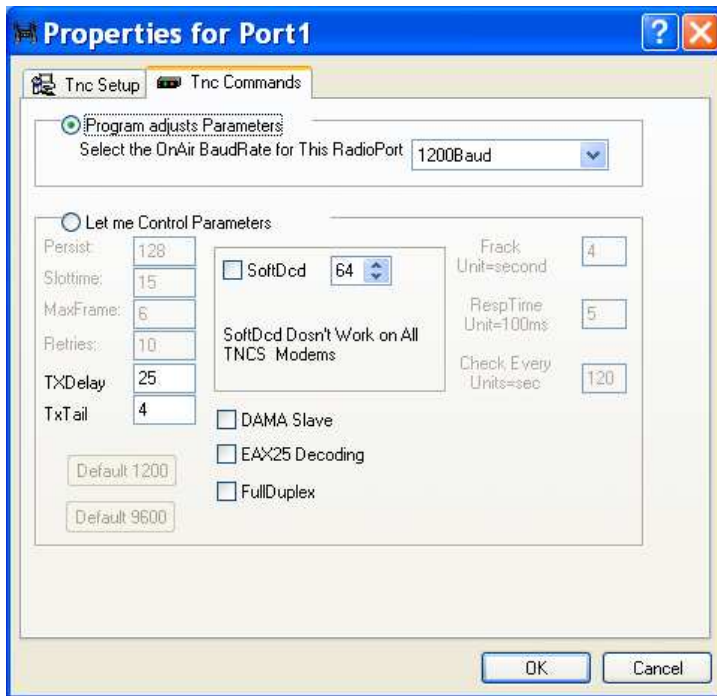 Properties for Port1
Tnc Setup
Tnc Commands
Program adjusts Parameters
Select the OnAir BaudRate for This RadioPort
1200Baud
Let me Control Parameters
Persist:
128
Slottime:
15
MaxFrame:
6
Retries:
10
TXDelay
25
TxTail
4
Default 1200
Default 9600
SoftDcd
64
SoftDcd Dosn't Work on All
TNCS Modems
DAMA Slave
EAX25 Decoding
FullDuplex
Frack
Unit=second
4
RespTime
Unit=100ms
5
Check Every
Units=sec
120
OK
Cancel